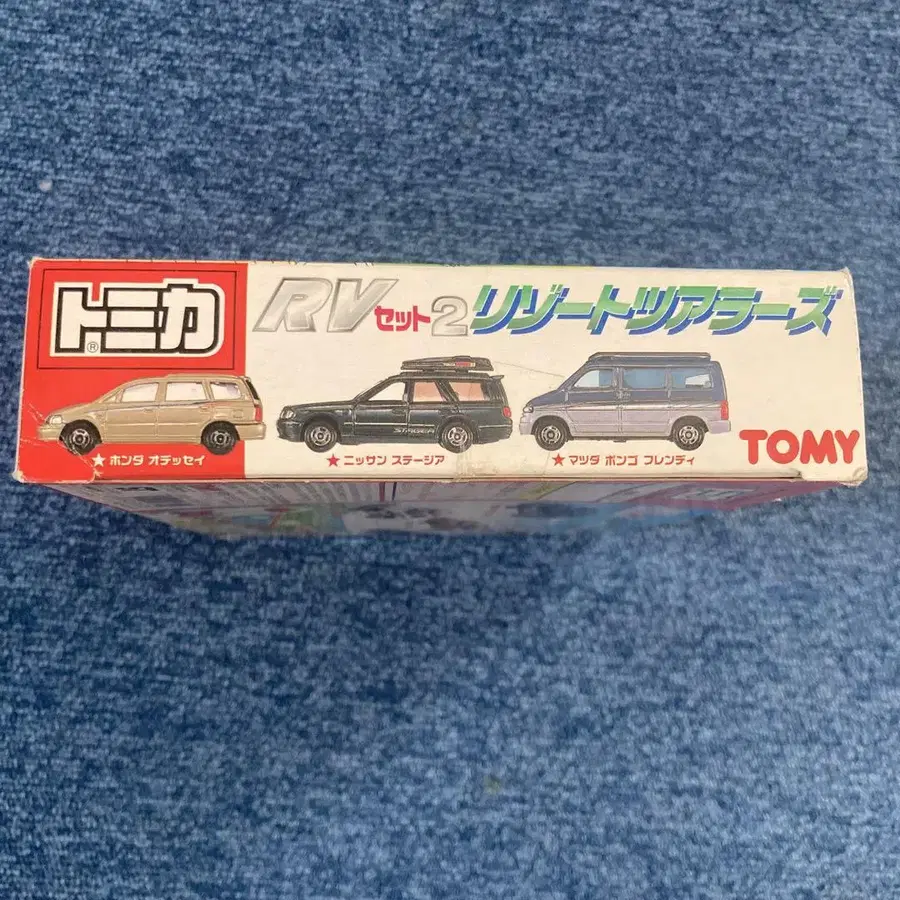 トミカ
®
RV セット2 リゾートツアラーズ
STAGEA
★ ホンダ オデッセイ
★ ニッサン ステージア
★ マツダ ボンゴ フレンディ
TOMY